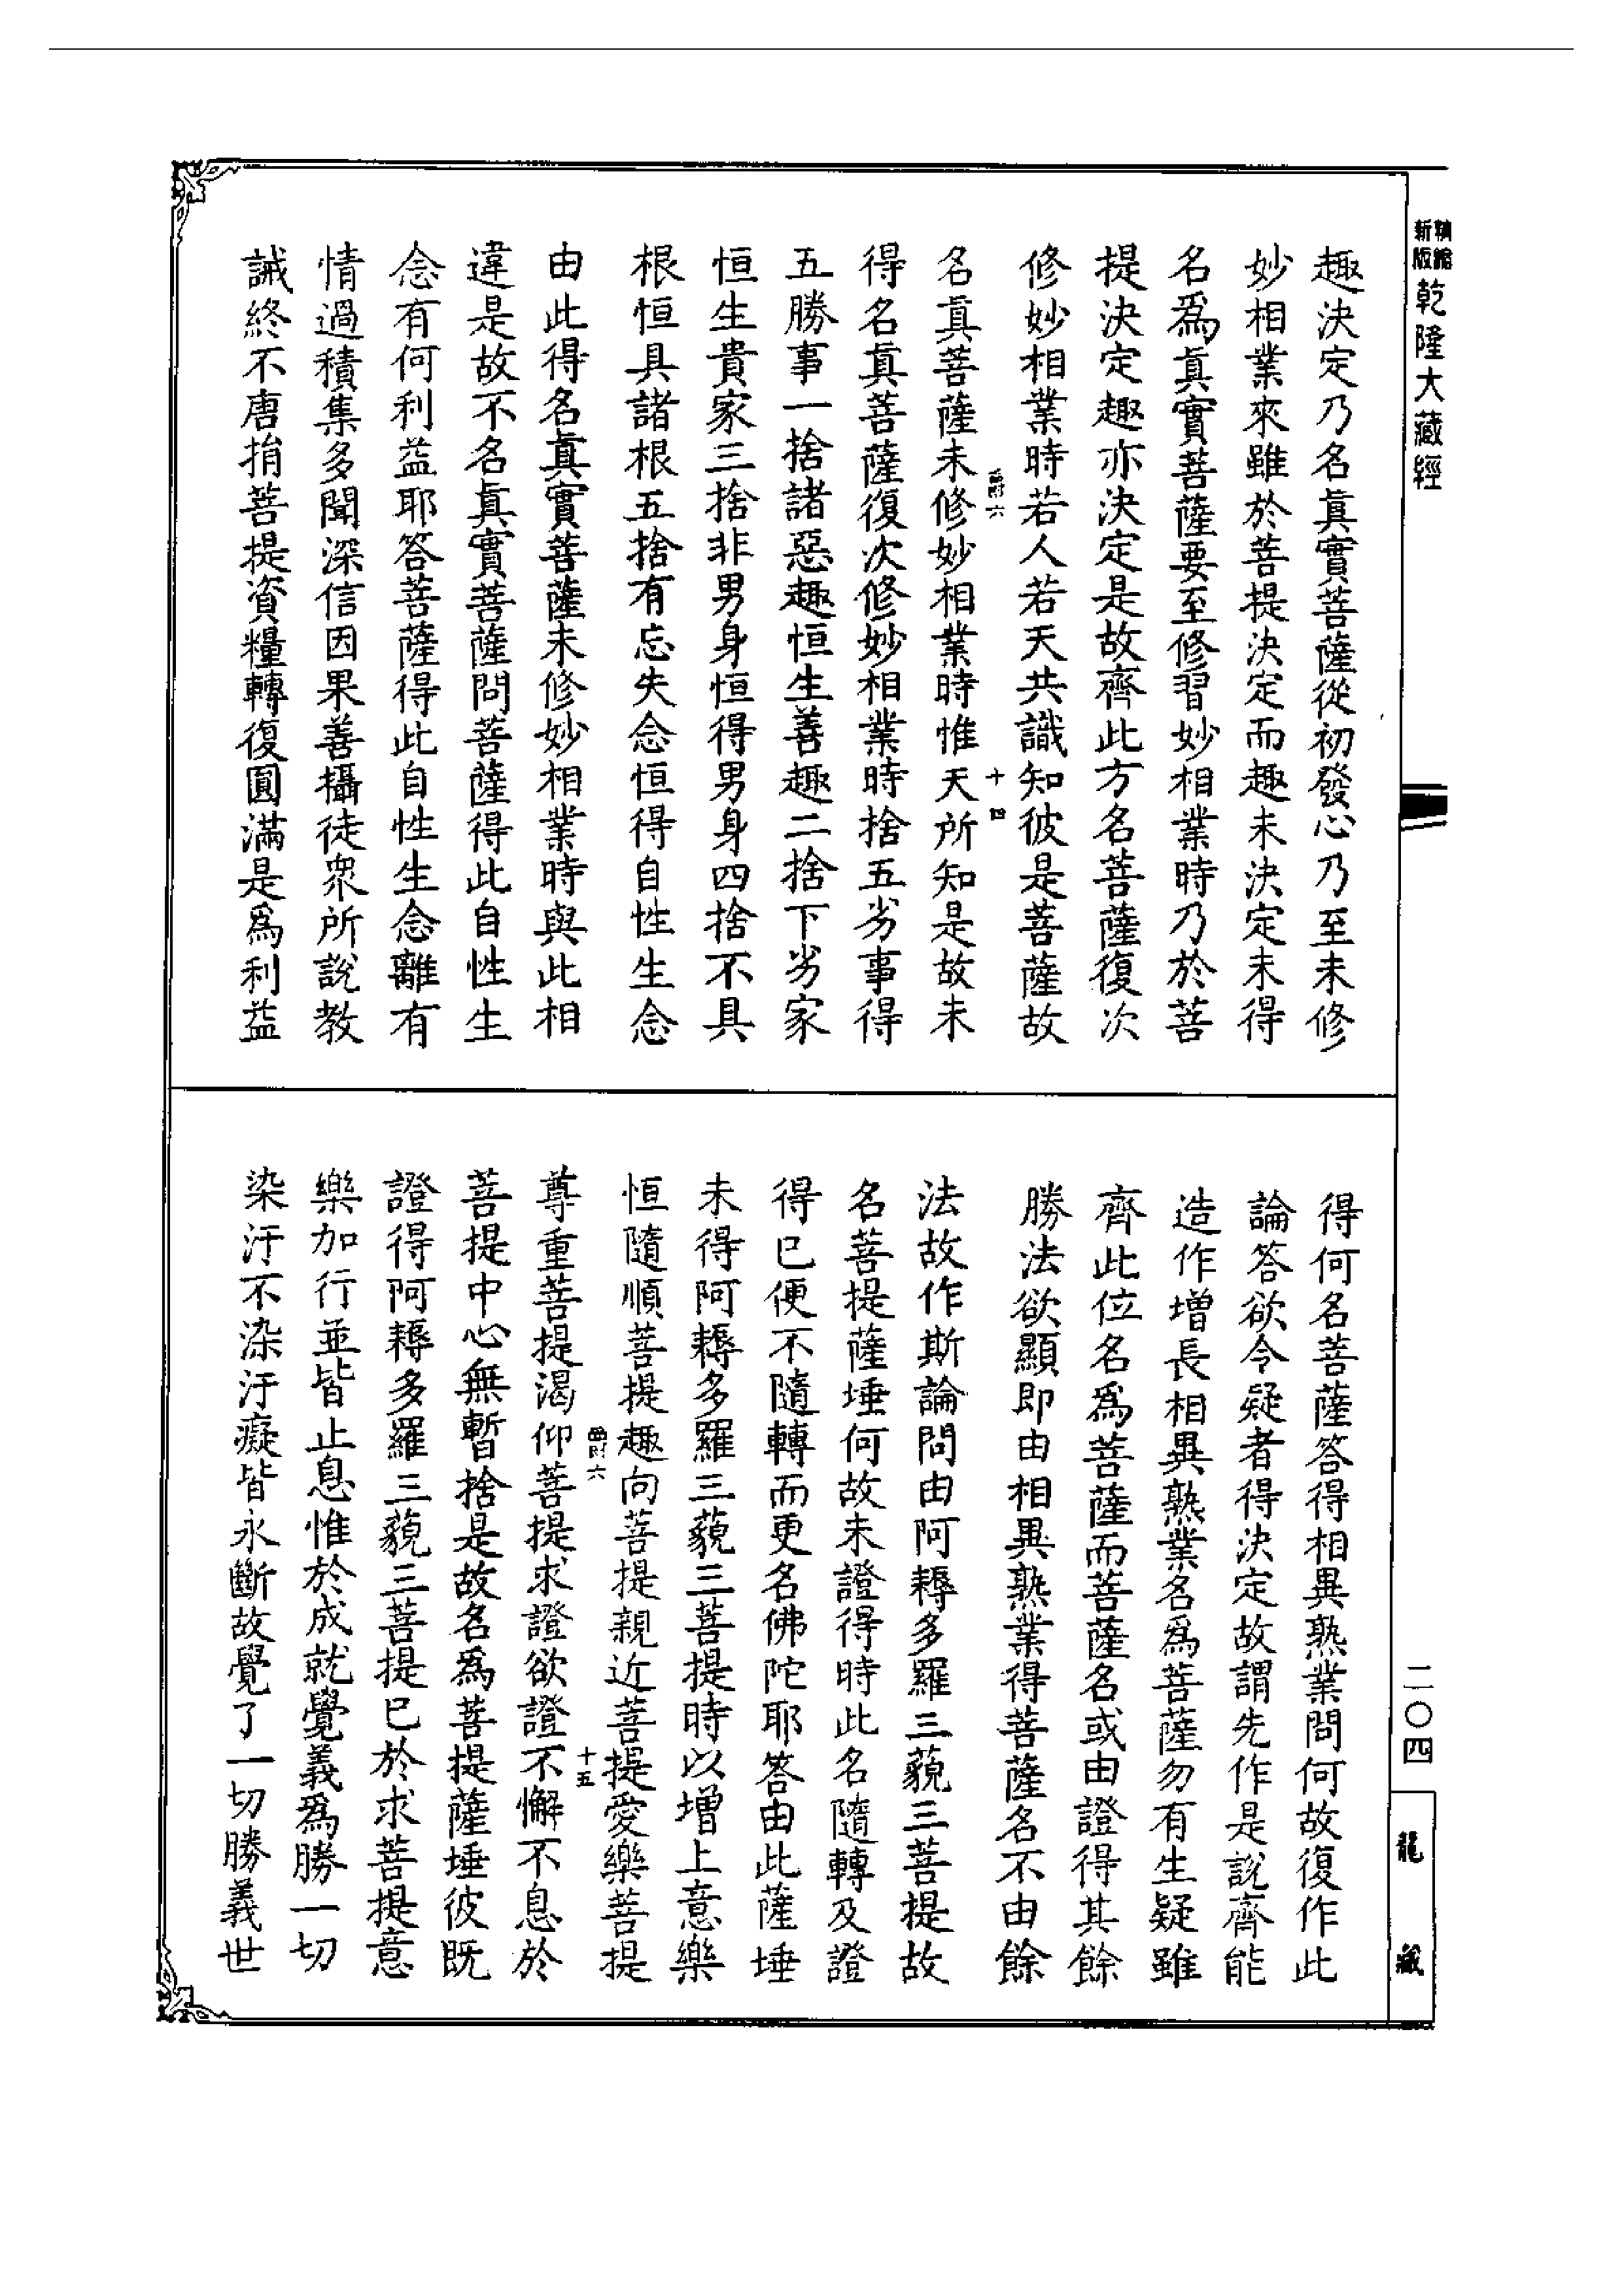 新版
精縮
乾隆大藏經
趣決定乃名眞實菩薩從初發心乃至未修
妙相業來雖於菩提決定而趣未決定未得
名爲眞實菩薩要至修習妙相業時乃於菩
提決定趣亦決定是故齊此方名菩薩復次
修妙相業時若人若天共識知彼是菩薩故
名眞菩薩未修妙相業時惟天所知是故未
得名眞菩薩復次修妙相業時捨五劣事得
五勝事一捨諸惡趣恒生善趣二捨下劣家
恒生貴家三捨非男身恒得男身四捨不具
根恒具諸根五捨有忘失念恒得自性生念
由此得名眞實菩薩未修妙相業時與此相
違是故不名眞實菩薩問菩薩得此自性生
念有何利益耶答菩薩得此自性生念離有
情過積集多聞深信因果善攝徒衆所說教
誡終不唐捐菩提資糧轉復圓滿是爲利益
十四
得何名菩薩答得相異熟業問何故復作此
論答欲令疑者得決定故謂先作是說齊能
造作增長相異熟業名爲菩薩勿有生疑雖
齊此位名爲菩薩而菩薩名或由證得其餘
勝法欲顯即由相異熟業得菩薩名不由餘
法故作斯論問由阿耨多羅三藐三菩提故
名菩提薩埵何故未證得時此名隨轉及證
得已便不隨轉而更名佛陀耶答由此薩埵
未得阿耨多羅三藐三菩提時以增上意樂
恒隨順菩提趣向菩提親近菩提愛樂菩提
尊重菩提渴仰菩提求證欲證不懈不息於
菩提中心無暫捨是故名爲菩提薩埵彼既
證得阿耨多羅三藐三菩提已於求菩提意
樂加行並皆止息惟於成就覺義爲勝一切
染汙不染汙癡皆永斷故覺了一切勝義世
十五
二〇四
龍藏